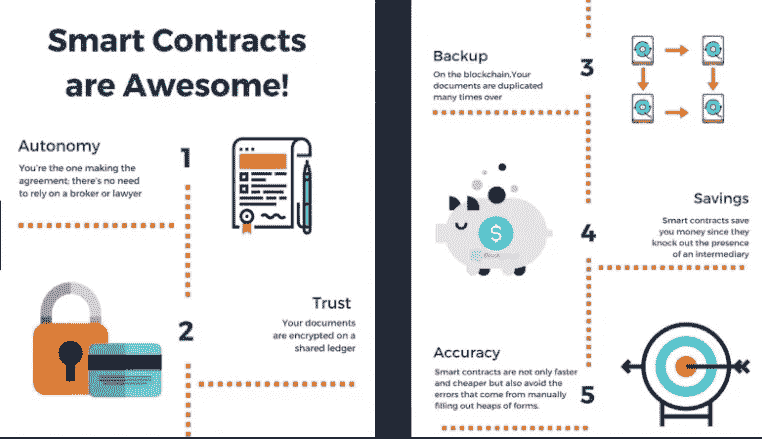 Smart Contracts
are Awesome!
Autonomy
1
You're the one making the
agreement; there's no need
to rely on a broker or lawyer
2
Trust
Your documents
are encrypted on a
shared ledger
Backup
3
On the blockchain,Your
documents are duplicated
many times over
$
4
Savings
Smart contracts save
you money since they
knock out the presence
of an intermediary
Accuracy
Smart contracts are not only faster
and cheaper but also avoid the
errors that come from manually
filling out heaps of forms.
5